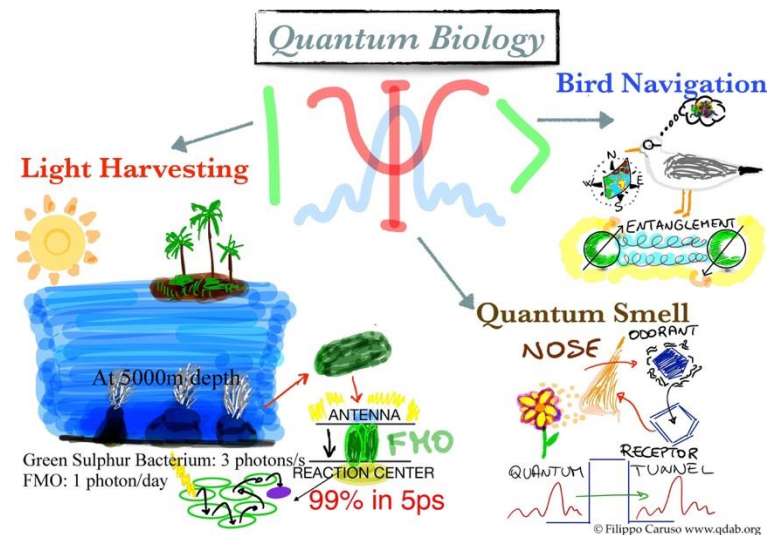 Quantum Biology
Bird Navigation
N
W E
S
ENTANGLEMENT
Light Harvesting
At 5000m depth
Green Sulphur Bacterium: 3 photons/s
FMO: 1 photon/day
ANTENNA
FMO
REACTION CENTER
99% in 5ps
Quantum Smell
NOSE
ODORANT
RECEPTOR
QUANTUM TUNNEL
© Filippo Caruso www.qdab.org